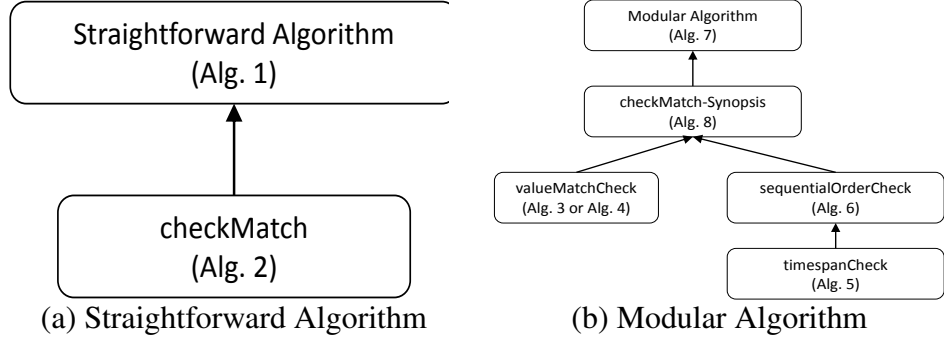 Straightforward Algorithm
(Alg. 1)
checkMatch
(Alg. 2)
(a) Straightforward Algorithm
Modular Algorithm
(Alg. 7)
checkMatch-Synopsis
(Alg. 8)
valueMatchCheck
(Alg. 3 or Alg. 4)
sequentialOrderCheck
(Alg. 6)
timespanCheck
(Alg. 5)
(b) Modular Algorithm